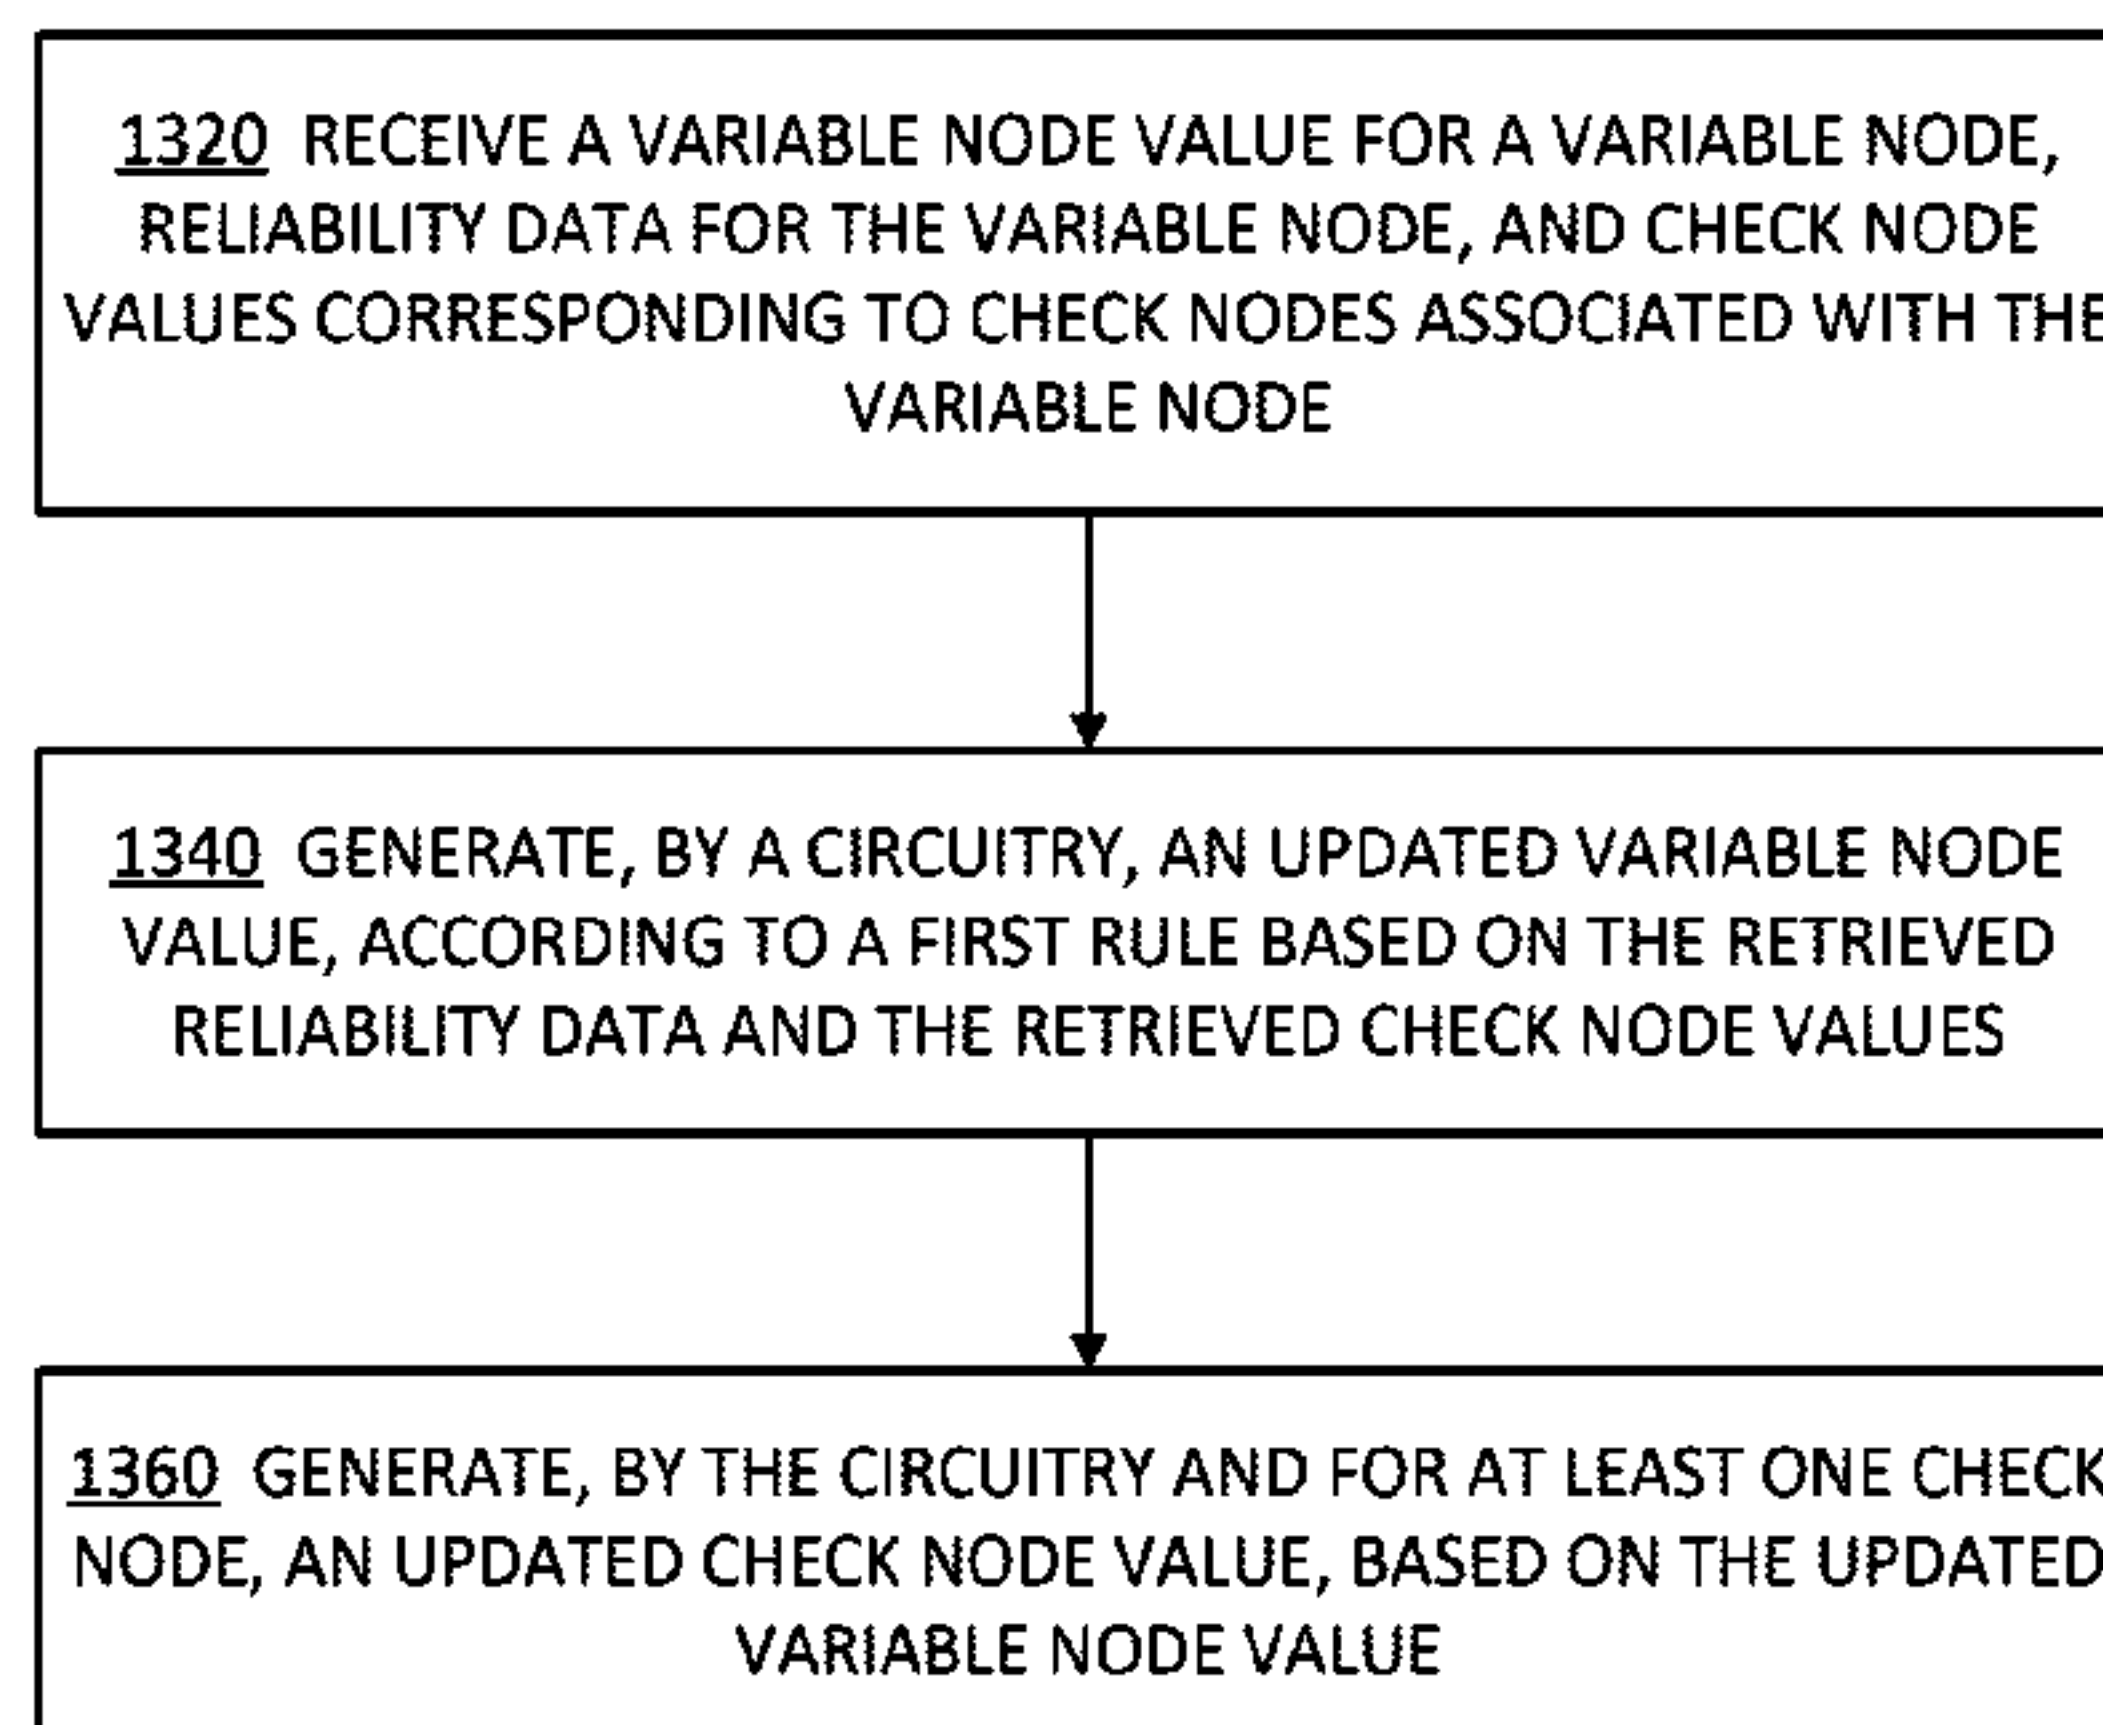 1320 RECEIVE A VARIABLE NODE VALUE FOR A VARIABLE NODE,
RELIABILITY DATA FOR THE VARIABLE NODE, AND CHECK NODE
VALUES CORRESPONDING TO CHECK NODES ASSOCIATED WITH THE
VARIABLE NODE
1340 GENERATE, BY A CIRCUITRY, AN UPDATED VARIABLE NODE
VALUE, ACCORDING TO A FIRST RULE BASED ON THE RETRIEVED
RELIABILITY DATA AND THE RETRIEVED CHECK NODE VALUES
1360 GENERATE, BY THE CIRCUITRY AND FOR AT LEAST ONE CHECK
NODE, AN UPDATED CHECK NODE VALUE, BASED ON THE UPDATED
VARIABLE NODE VALUE